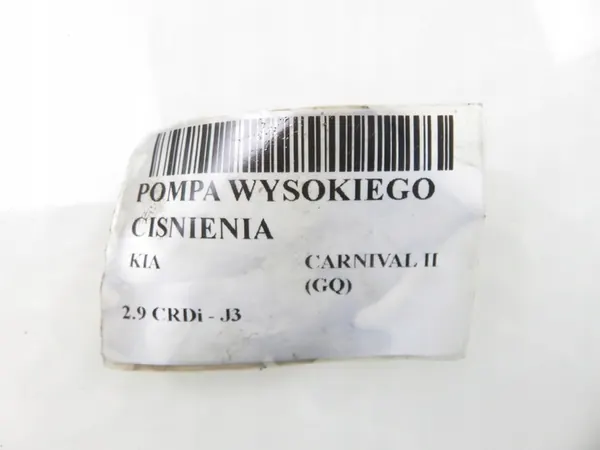 POMPA WYSOKIEGO
CISNIENIA
KIA CARNIVAL II
(GQ)
2.9 CRDi - J3